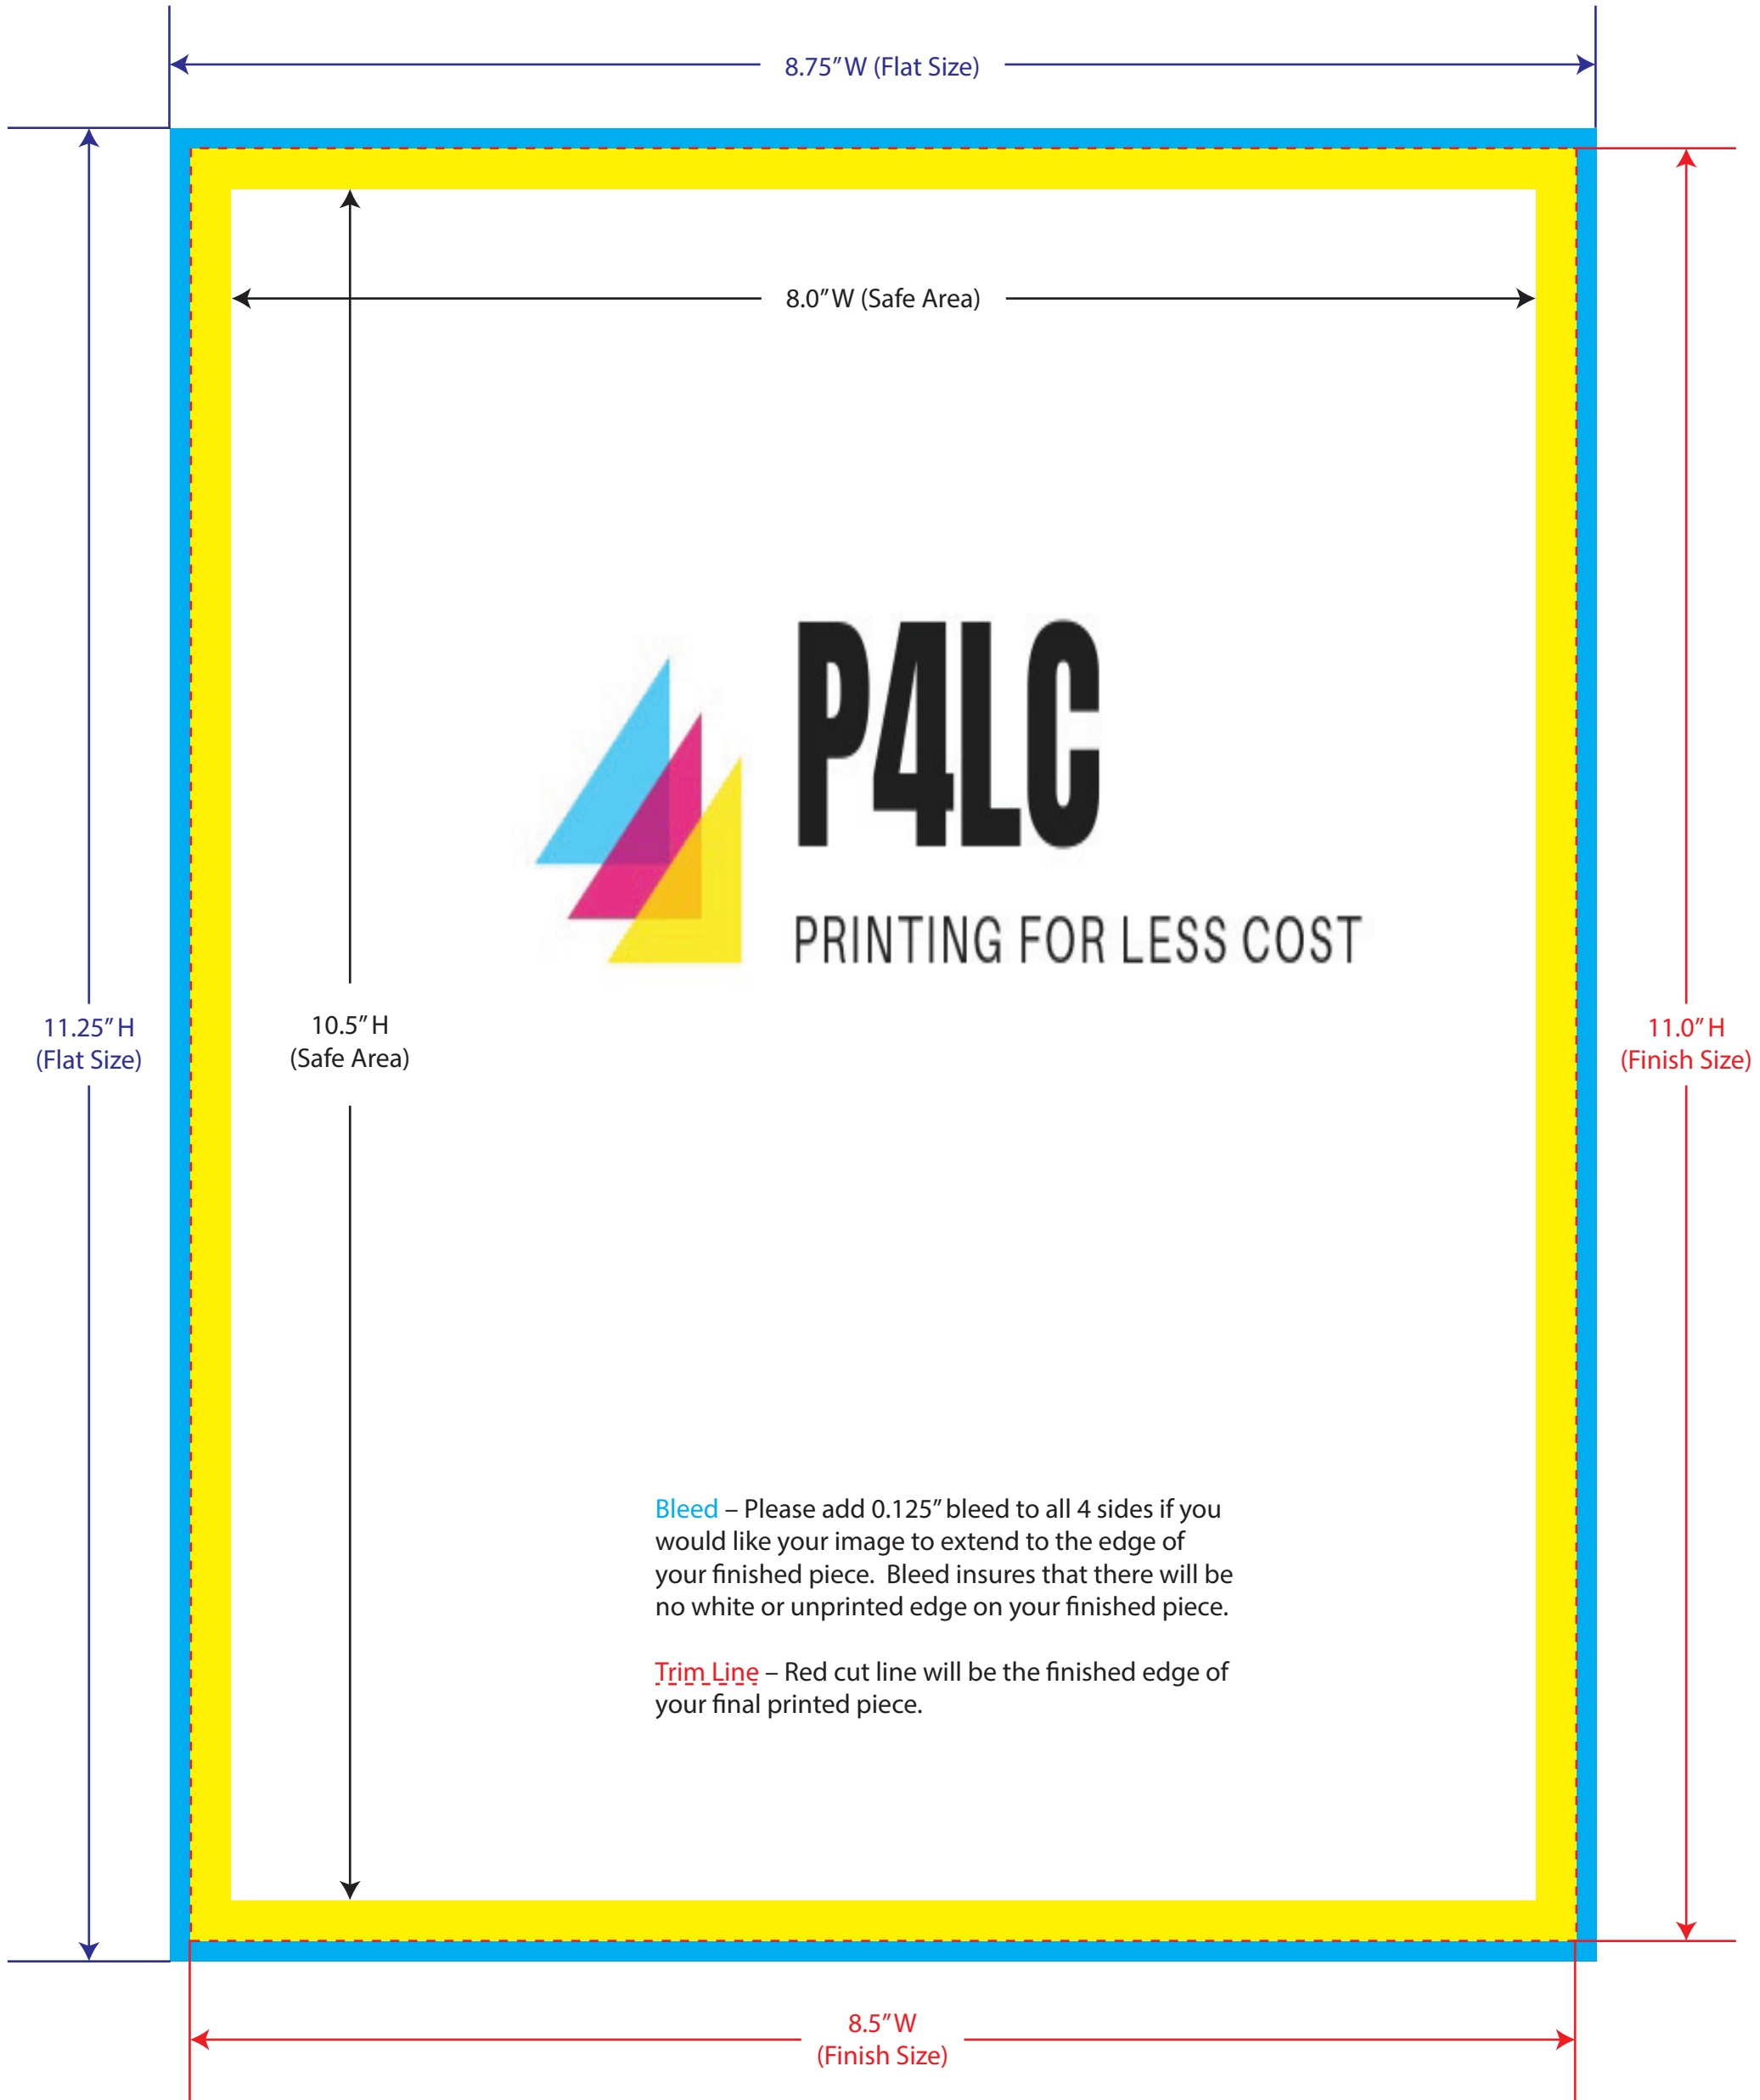 8.75" W (Flat Size)
8.0" W (Safe Area)
P4LC
PRINTING FOR LESS COST
11.25" H
(Flat Size)
10.5" H
(Safe Area)
11.0" H
(Finish Size)
Bleed – Please add 0.125" bleed to all 4 sides if you
would like your image to extend to the edge of
your finished piece.  Bleed insures that there will be
no white or unprinted edge on your finished piece.
Trim Line – Red cut line will be the finished edge of
your final printed piece.
8.5" W
(Finish Size)